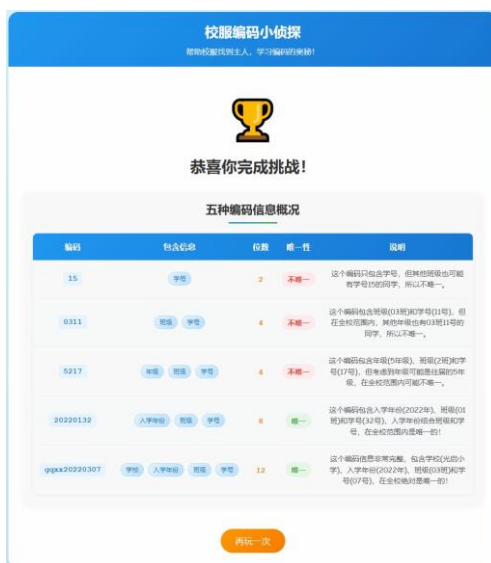 校服编码小侦探
帮助校服找到主人，学习编码的奥秘！
恭喜你完成挑战！
五种编码信息概况
编码 包含信息 位数 唯一性 说明
15 学号 2 不唯一 这个编码只包含学号，但其他班级也可能
有学号15的同学，所以不唯一。
0311 班级 学号 4 不唯一 这个编码包含班级(03班)和学号(11号)，但
在全校范围内，其他年级也有03班11号的
同学，所以不唯一。
5217 年级 班级 学号 4 不唯一 这个编码包含年级(5年级)、班级(2班)和学
号(17号)，但考虑到年级可能是往届的5年
级，在全校范围内可能不唯一。
20220132 入学年份 班级 学号 8 唯一 这个编码包含入学年份(2022年)、班级(01
班)和学号(32号)，入学年份结合班级和学
号，在全校范围内是唯一的！
gqxx20220307 学校 入学年份 班级 学号 12 唯一 这个编码信息非常完整，包含学校(光启小
学)、入学年份(2022年)、班级(03班)和学
号(07号)，在全校绝对是唯一的！
再玩一次